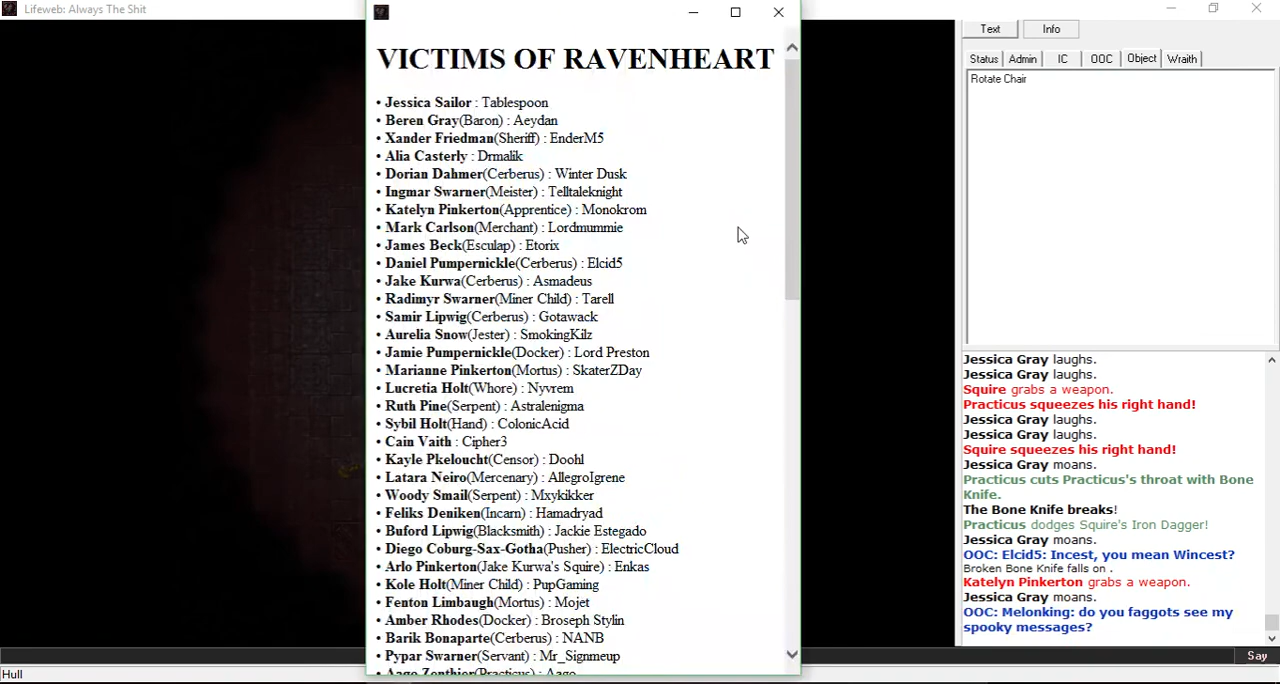 Lifeweb: Always The Shit
VICTIMS OF RAVENHEART
• Jessica Sailor : Tablespoon
• Beren Gray(Baron) : Aeydan
• Xander Friedman(Sheriff) : EnderM5
• Alia Casterly : Drmalik
• Dorian Dahmer(Cerberus) : Winter Dusk
• Ingmar Swarner(Meister) : Telltaleknight
• Katelyn Pinkerton(Apprentice) : Monokrom
• Mark Carlson(Merchant) : Lordmummie
• James Beck(Esculap) : Etorix
• Daniel Pumpernickle(Cerberus) : Elcid5
• Jake Kurwa(Cerberus) : Asmadeus
• Radimyr Swarner(Miner Child) : Tarell
• Samir Lipwig(Cerberus) : Gotawack
• Aurelia Snow(Jester) : SmokingKilz
• Jamie Pumpernickle(Docker) : Lord Preston
• Marianne Pinkerton(Mortus) : SkaterZDay
• Lucretia Holt(Whore) : Nyvrem
• Ruth Pine(Serpent) : Astralenigma
• Sybil Holt(Hand) : ColonicAcid
• Cain Vaith : Cipher3
• Kayle Pkeloucht(Censor) : Doohl
• Latara Neiro(Mercenary) : AllegroIgrene
• Woody Smail(Serpent) : Mxykikker
• Feliks Deniken(Incarn) : Hamadryad
• Buford Lipwig(Blacksmith) : Jackie Estegado
• Diego Coburg-Sax-Gotha(Pusher) : ElectricCloud
• Arlo Pinkerton(Jake Kurwa's Squire) : Enkas
• Kole Holt(Miner Child) : PupGaming
• Fenton Limbaugh(Mortus) : Mojet
• Amber Rhodes(Docker) : Broseph Stylin
• Barik Bonaparte(Cerberus) : NANB
• Pypar Swarner(Servant) : Mr_Signmeup
• Aago Zenthier(Practicus) : Aago
Text Info
Status Admin IC OOC Object Wraith
Rotate Chair
Jessica Gray laughs.
Jessica Gray laughs.
Squire grabs a weapon.
Practicus squeezes his right hand!
Jessica Gray laughs.
Jessica Gray laughs.
Squire squeezes his right hand!
Jessica Gray moans.
Practicus cuts Practicus's throat with Bone
Knife.
The Bone Knife breaks!
Practicus dodges Squire's Iron Dagger!
Jessica Gray moans.
OOC: Elcid5: Incest, you mean Wincest?
Broken Bone Knife falls on .
Katelyn Pinkerton grabs a weapon.
Jessica Gray moans.
OOC: Melonking: do you faggots see my
spooky messages?
Say
Hull